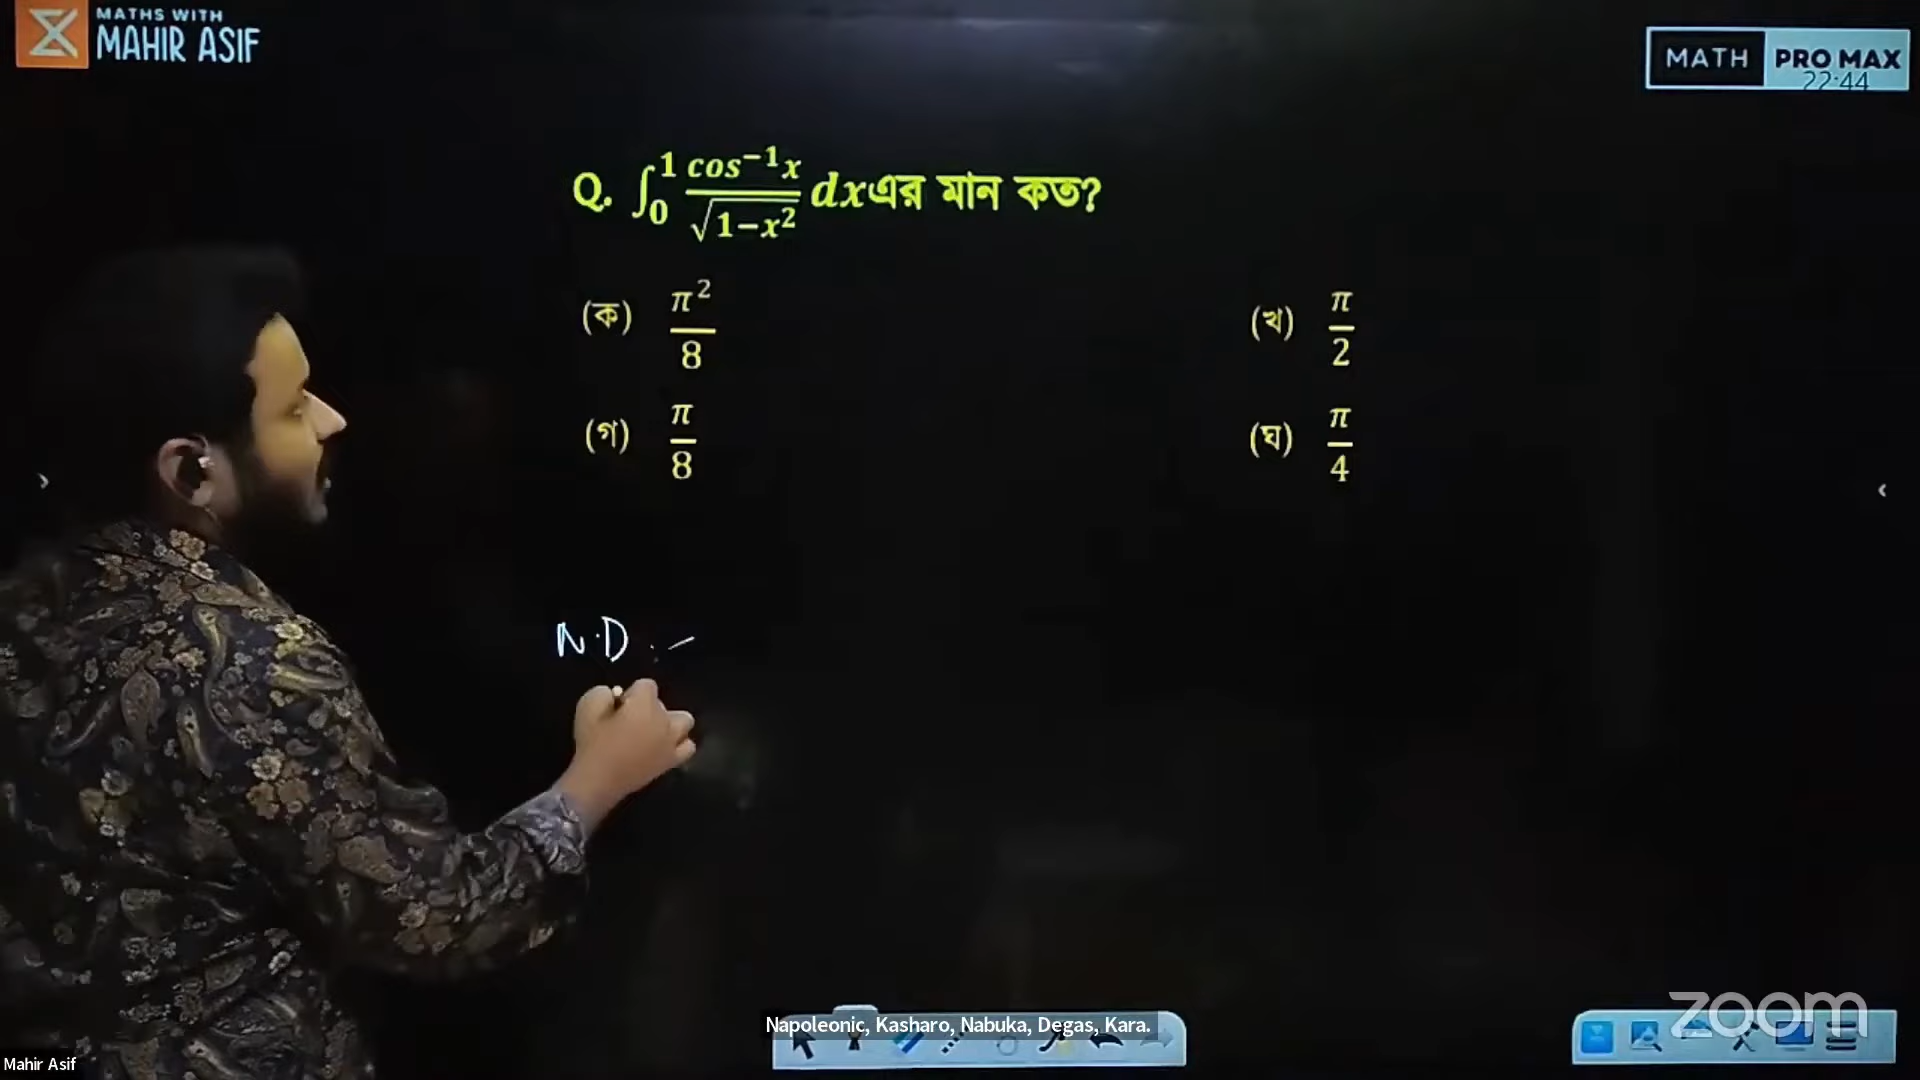 MATHS WITH
MAHIR ASIF
MATH PRO MAX
22:44
Q. ∫₀¹ cos⁻¹x/√(1−x²) dx এর মান কত?
(ক) π²/8
(খ) π/2
(গ) π/8
(ঘ) π/4
N.D :-
Napoleonic, Kasharo, Nabuka, Degas, Kara.
zoom
Mahir Asif